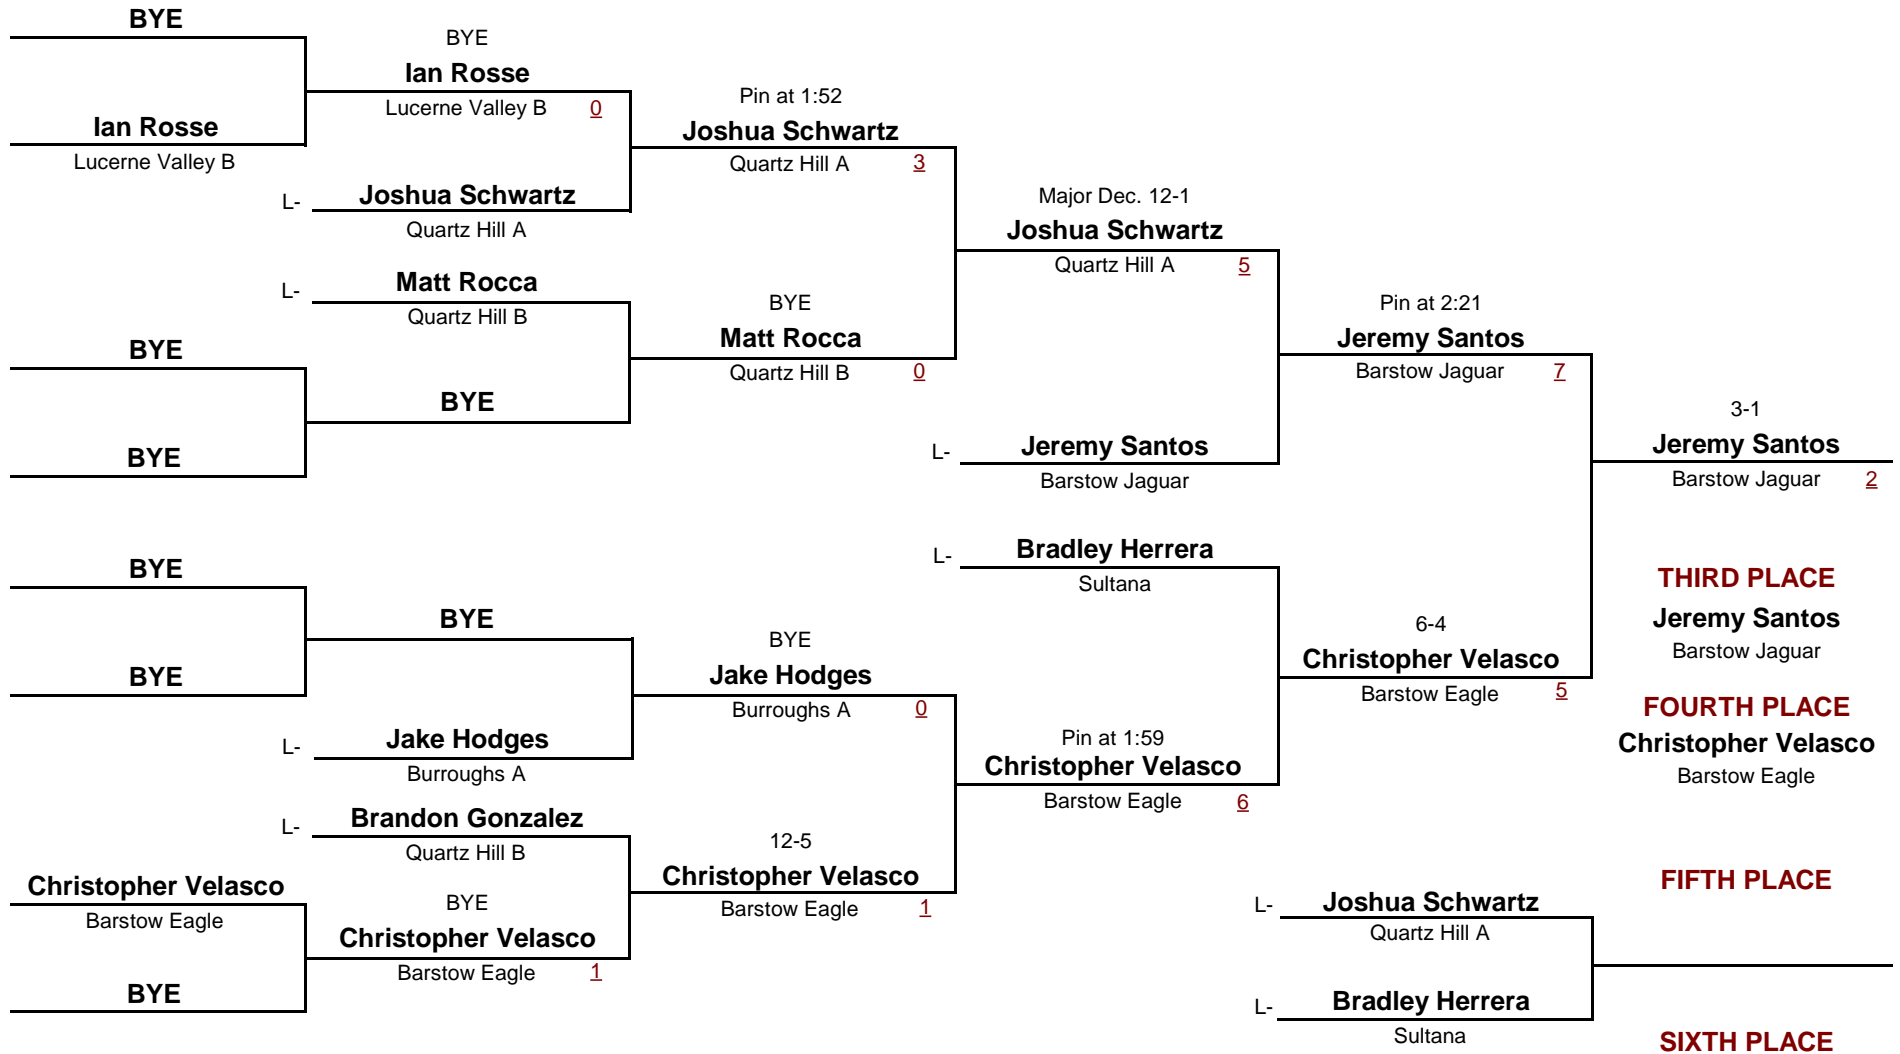 BYE
Ian Rosse
Lucerne Valley B
BYE
BYE
BYE
BYE
Christopher Velasco
Barstow Eagle
BYE
BYE
Ian Rosse
Lucerne Valley B 0
L- Joshua Schwartz
Quartz Hill A
L- Matt Rocca
Quartz Hill B
BYE
BYE
L- Jake Hodges
Burroughs A
L- Brandon Gonzalez
Quartz Hill B
BYE
Christopher Velasco
Barstow Eagle 1
Pin at 1:52
Joshua Schwartz
Quartz Hill A 3
BYE
Matt Rocca
Quartz Hill B 0
BYE
Jake Hodges
Burroughs A 0
12-5
Christopher Velasco
Barstow Eagle 1
Major Dec. 12-1
Joshua Schwartz
Quartz Hill A 5
L- Jeremy Santos
Barstow Jaguar
L- Bradley Herrera
Sultana
Pin at 1:59
Christopher Velasco
Barstow Eagle 6
Pin at 2:21
Jeremy Santos
Barstow Jaguar 7
6-4
Christopher Velasco
Barstow Eagle 5
L- Joshua Schwartz
Quartz Hill A
L- Bradley Herrera
Sultana
3-1
Jeremy Santos
Barstow Jaguar 2
THIRD PLACE
Jeremy Santos
Barstow Jaguar
FOURTH PLACE
Christopher Velasco
Barstow Eagle
FIFTH PLACE
SIXTH PLACE